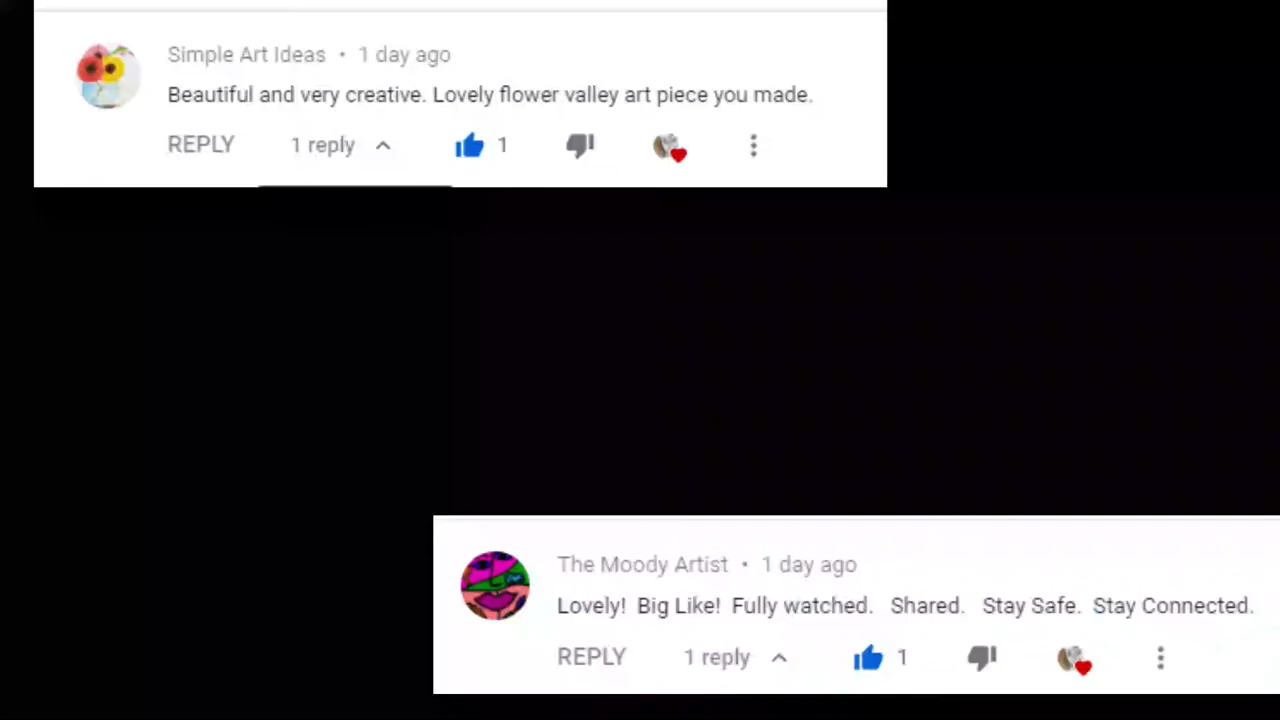 Simple Art Ideas • 1 day ago
Beautiful and very creative. Lovely flower valley art piece you made.
REPLY 1 reply 1
The Moody Artist • 1 day ago
Lovely! Big Like! Fully watched. Shared. Stay Safe. Stay Connected.
REPLY 1 reply 1